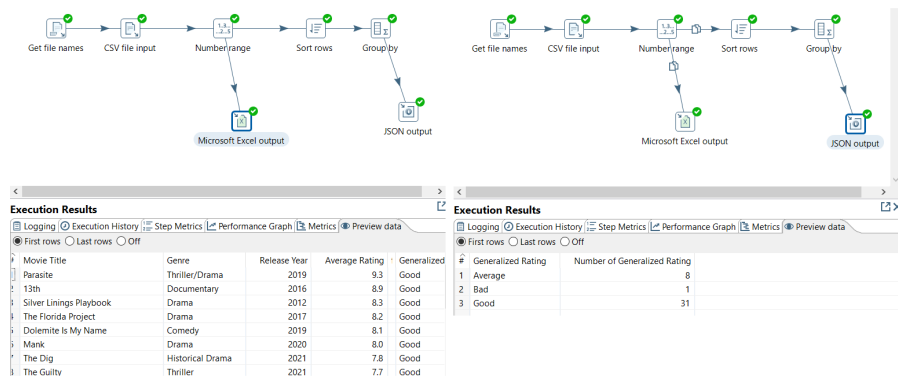 Get file names CSV file input Number range Sort rows Group by
Microsoft Excel output JSON output
Execution Results
Logging Execution History Step Metrics Performance Graph Metrics Preview data
First rows Last rows Off
# Movie Title Genre Release Year Average Rating Generalized
Parasite Thriller/Drama 2019 9.3 Good
13th Documentary 2016 8.9 Good
Silver Linings Playbook Drama 2012 8.3 Good
The Florida Project Drama 2017 8.2 Good
Dolemite Is My Name Comedy 2019 8.1 Good
Mank Drama 2020 8.0 Good
The Dig Historical Drama 2021 7.8 Good
The Guilty Thriller 2021 7.7 Good
Get file names CSV file input Number range Sort rows Group by
Microsoft Excel output JSON output
Execution Results
Logging Execution History Step Metrics Performance Graph Metrics Preview data
First rows Last rows Off
# Generalized Rating Number of Generalized Rating
1 Average 8
2 Bad 1
3 Good 31